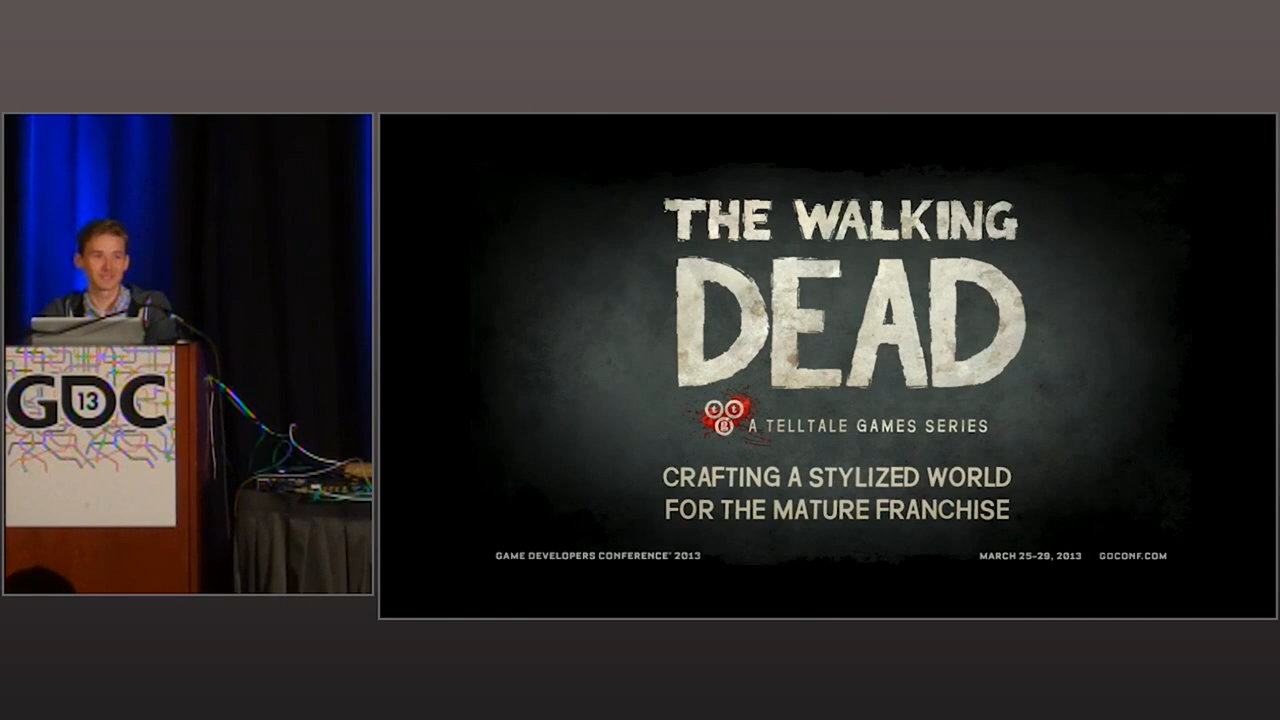 GDC
13
THE WALKING
DEAD
ttg
A TELLTALE GAMES SERIES
CRAFTING A STYLIZED WORLD
FOR THE MATURE FRANCHISE
GAME DEVELOPERS CONFERENCE® 2013
MARCH 25-29, 2013 GDCONF.COM